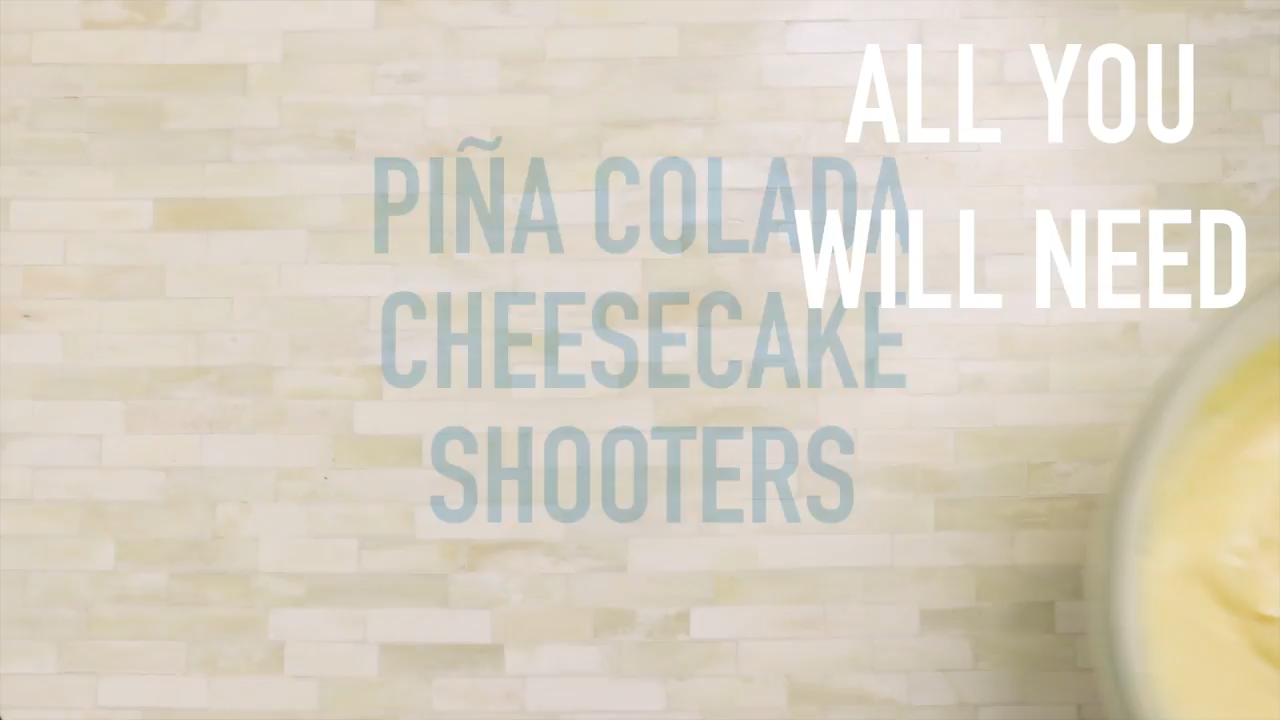 PIÑA COLADA
CHEESECAKE
SHOOTERS
ALL YOU
WILL NEED